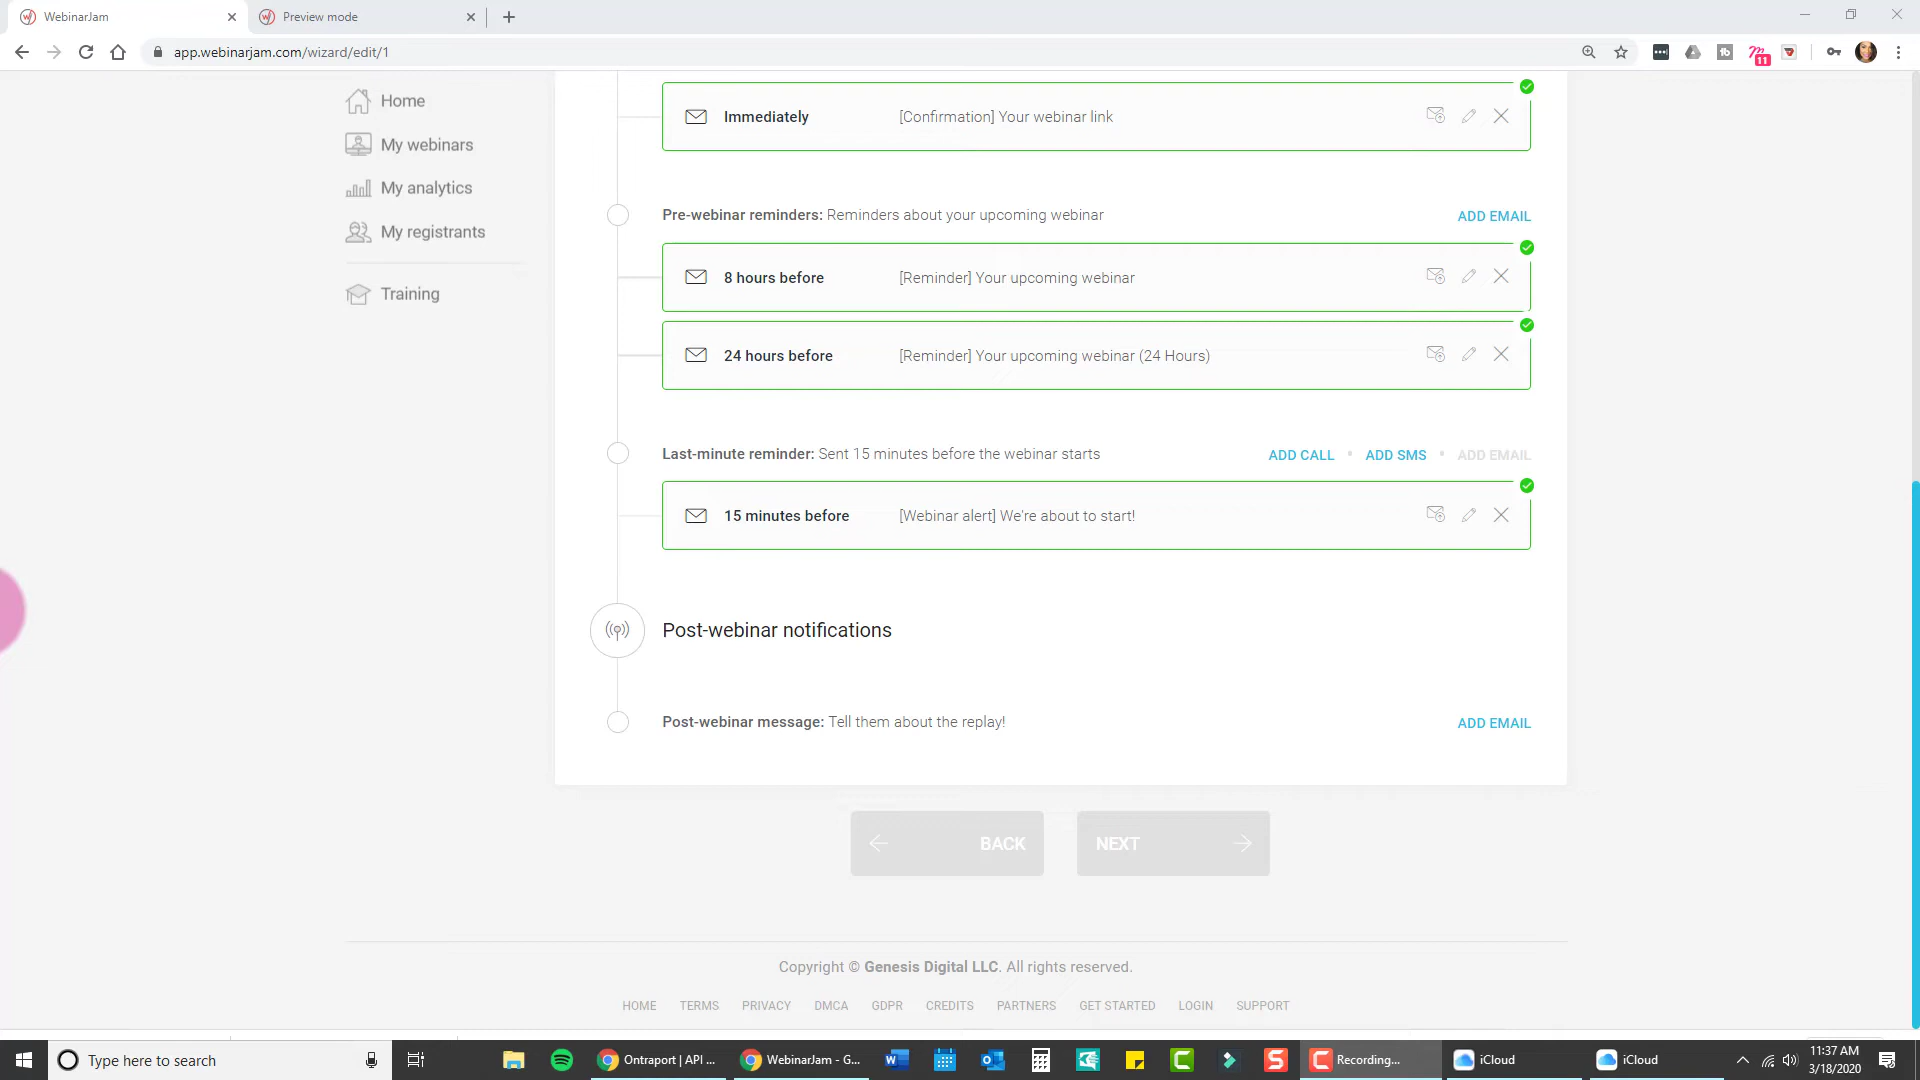 WebinarJam
Preview mode
app.webinarjam.com/wizard/edit/1
11
Home
My webinars
My analytics
My registrants
Training
Immediately [Confirmation] Your webinar link
Pre-webinar reminders: Reminders about your upcoming webinar ADD EMAIL
8 hours before [Reminder] Your upcoming webinar
24 hours before [Reminder] Your upcoming webinar (24 Hours)
Last-minute reminder: Sent 15 minutes before the webinar starts ADD CALL • ADD SMS • ADD EMAIL
15 minutes before [Webinar alert] We're about to start!
Post-webinar notifications
Post-webinar message: Tell them about the replay! ADD EMAIL
BACK NEXT
Copyright © Genesis Digital LLC. All rights reserved.
HOME TERMS PRIVACY DMCA GDPR CREDITS PARTNERS GET STARTED LOGIN SUPPORT
Type here to search
Ontraport | API ...
WebinarJam - G...
Recording...
iCloud
iCloud
11:37 AM
3/18/2020